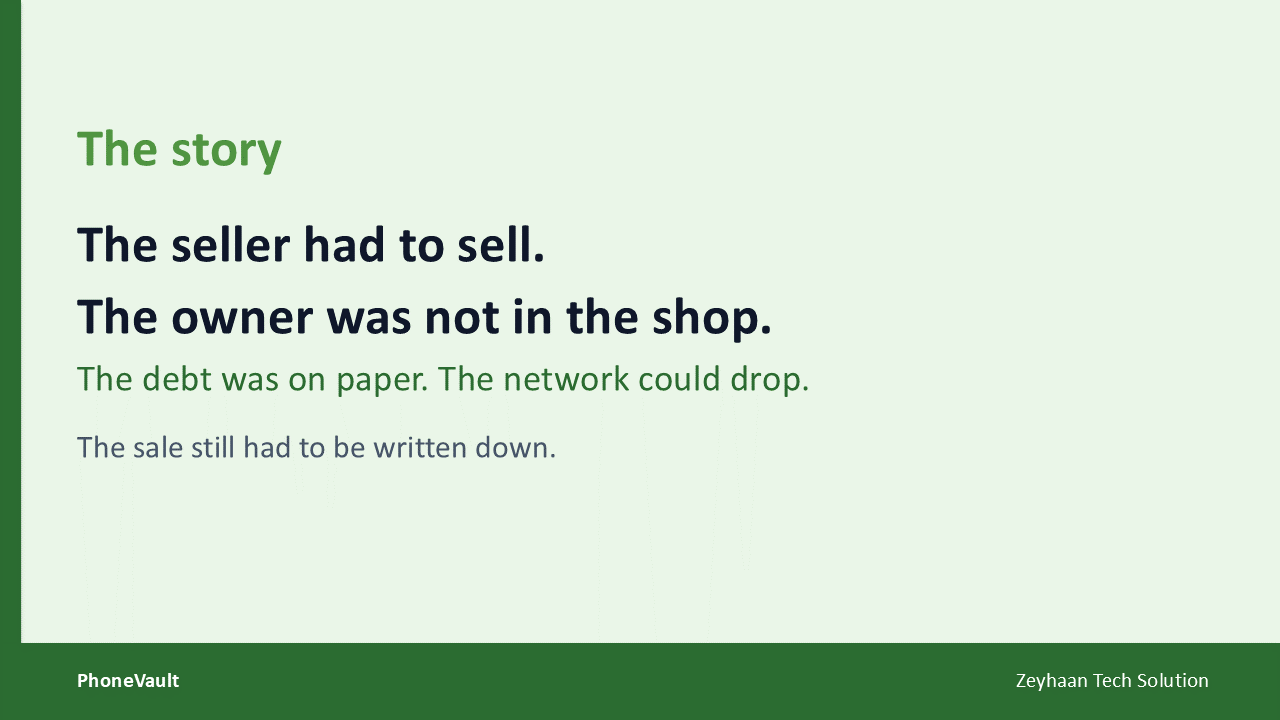 The story
The seller had to sell.
The owner was not in the shop.
The debt was on paper. The network could drop.
The sale still had to be written down.
PhoneVault
Zeyhaan Tech Solution